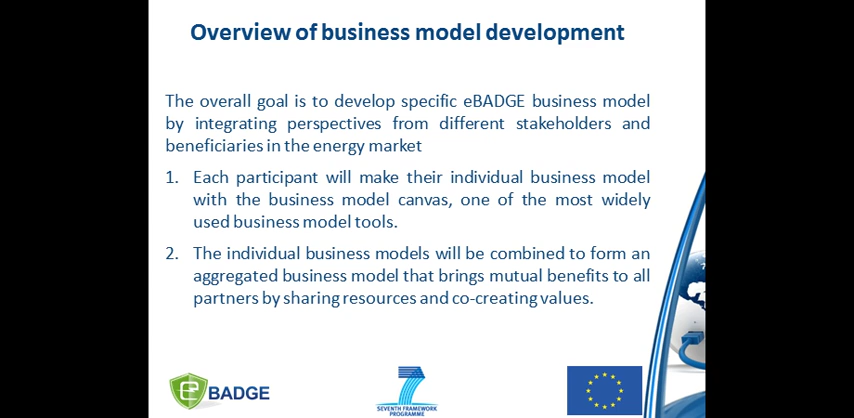 Overview of business model development
The overall goal is to develop specific eBADGE business model
by integrating perspectives from different stakeholders and
beneficiaries in the energy market
1. Each participant will make their individual business model
with the business model canvas, one of the most widely
used business model tools.
2. The individual business models will be combined to form an
aggregated business model that brings mutual benefits to all
partners by sharing resources and co-creating values.
e BADGE
SEVENTH FRAMEWORK
PROGRAMME